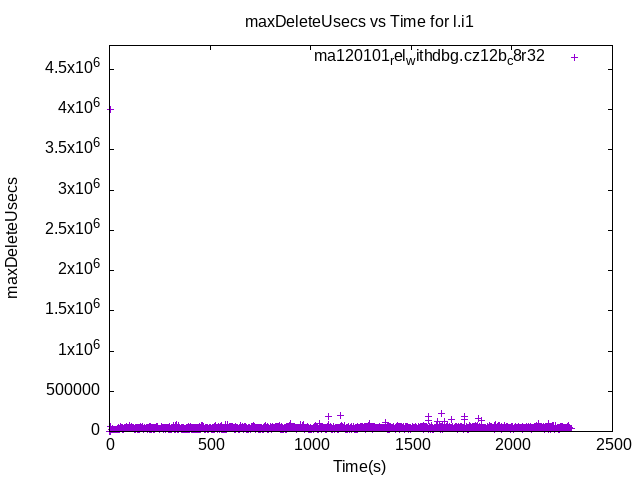 maxDeleteUsecs vs Time for l.i1
ma120101_rel_withdbg.cz12b_c8r32
4.5x10^6
4x10^6
3.5x10^6
3x10^6
2.5x10^6
2x10^6
1.5x10^6
1x10^6
500000
0
maxDeleteUsecs
0 500 1000 1500 2000 2500
Time(s)